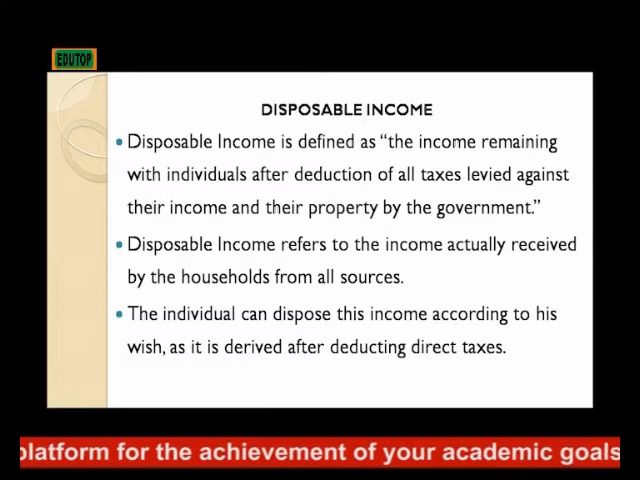 EDUTOP
DISPOSABLE INCOME
• Disposable Income is defined as “the income remaining
with individuals after deduction of all taxes levied against
their income and their property by the government.”
• Disposable Income refers to the income actually received
by the households from all sources.
• The individual can dispose this income according to his
wish, as it is derived after deducting direct taxes.
platform for the achievement of your academic goals